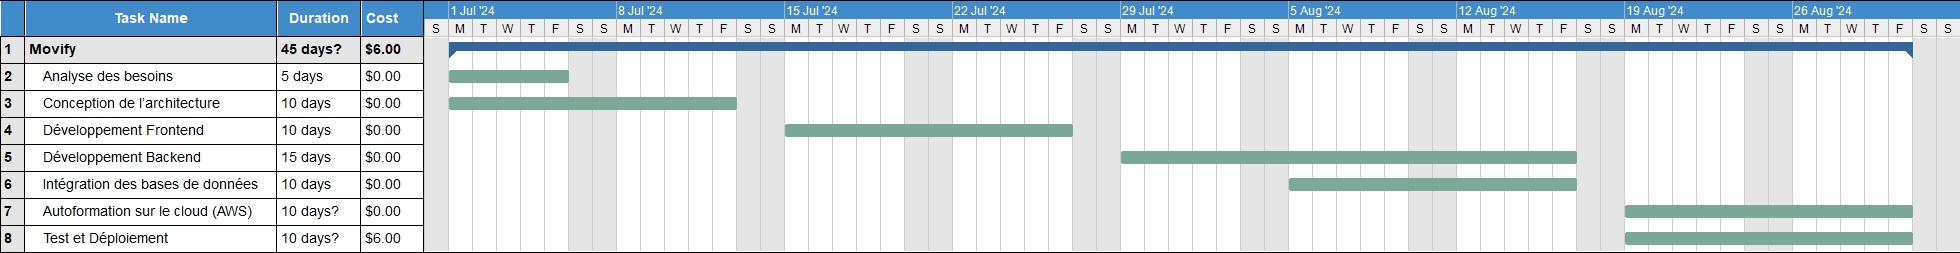 Task Name Duration Cost 1 Jul '24 8 Jul '24 15 Jul '24 22 Jul '24 29 Jul '24 5 Aug '24 12 Aug '24 19 Aug '24 26 Aug '24
S M T W T F S S M T W T F S S M T W T F S S M T W T F S S M T W T F S S M T W T F S S M T W T F S S M T W T F S S M T W T F S S
1 Movify 45 days? $6.00
2 Analyse des besoins 5 days $0.00
3 Conception de l'architecture 10 days $0.00
4 Développement Frontend 10 days $0.00
5 Développement Backend 15 days $0.00
6 Intégration des bases de données 10 days $0.00
7 Autoformation sur le cloud (AWS) 10 days? $0.00
8 Test et Déploiement 10 days? $6.00